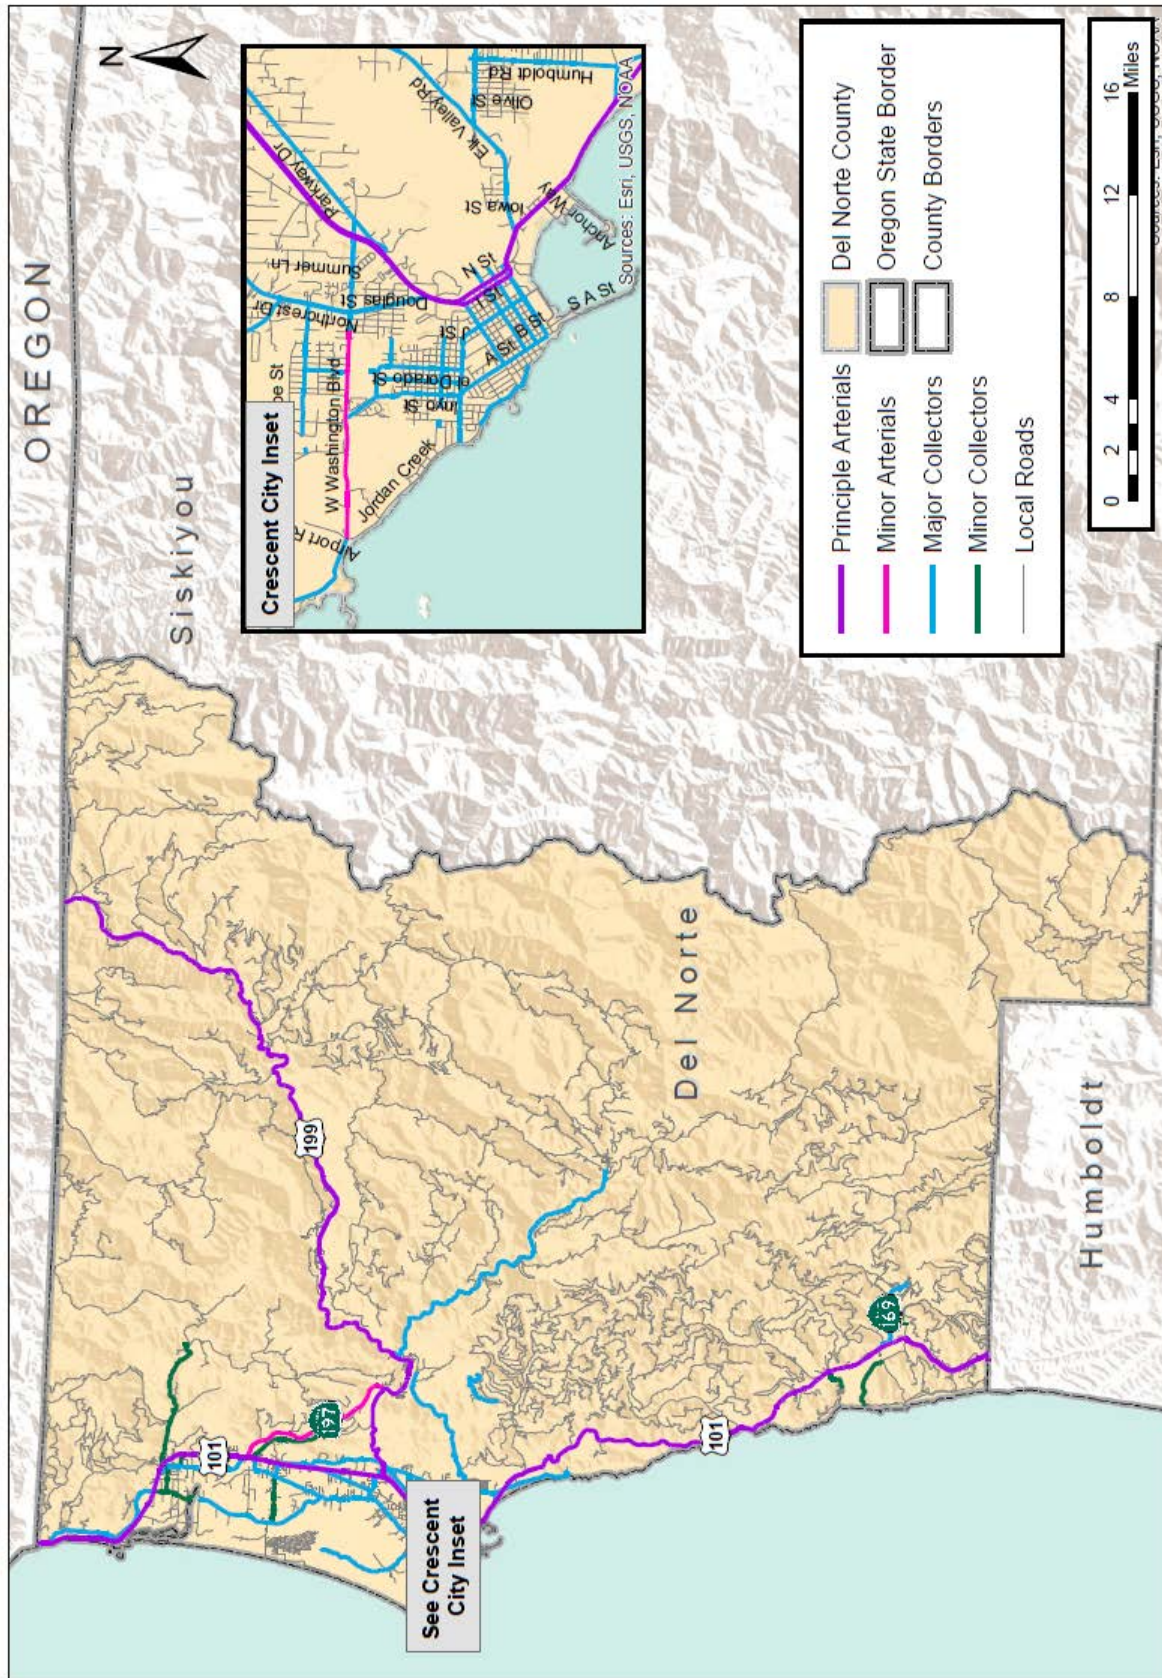 OREGON
Siskiyou
N
Crescent City Inset
Parkway Dr
Elk Valley Rd
Humboldt Rd
Olive St
Summer Ln
Northcrest Dr
Douglas St
W Washington Blvd
Airport R
Jordan Creek
Inyo St
el Dorado St
J St
I St
N St
A St
B St
S A St
Iowa St
Anchor Way
Sources: Esri, USGS, NOAA
199
101
197
See Crescent
City Inset
Del Norte
101
169
Humboldt
Principle Arterials
Minor Arterials
Major Collectors
Minor Collectors
Local Roads
Del Norte County
Oregon State Border
County Borders
0 2 4 8 12 16
Miles